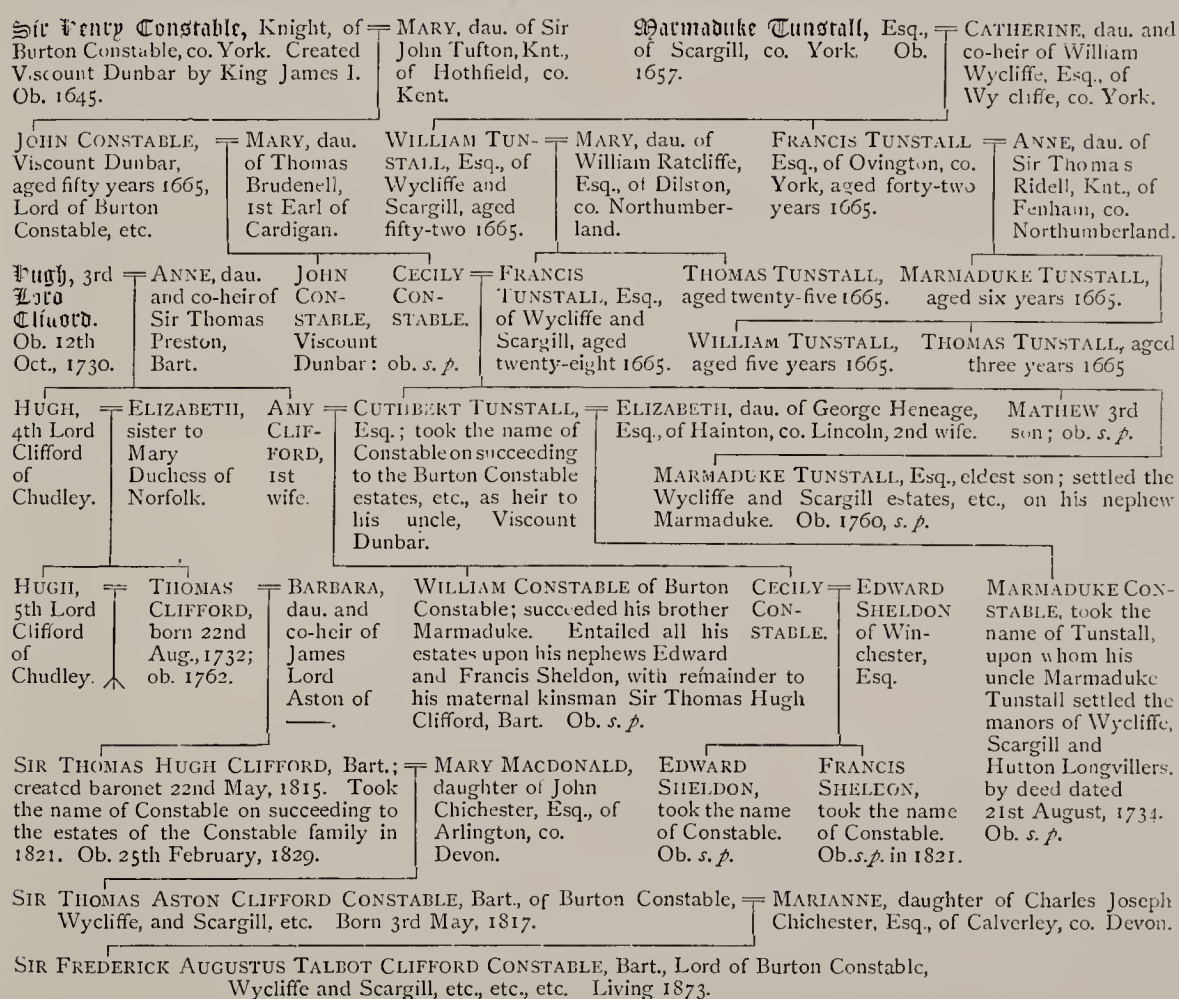 Sir Henry Constable, Knight, of
Burton Constable, co. York. Created
Viscount Dunbar by King James I.
Ob. 1645.
MARY, dau. of Sir
John Tufton, Knt.,
of Hothfield, co.
Kent.
Marmaduke Tunstall, Esq.,
of Scargill, co. York. Ob.
1657.
CATHERINE, dau. and
co-heir of William
Wycliffe, Esq., of
Wy cliffe, co. York.
JOHN CONSTABLE,
Viscount Dunbar,
aged fifty years 1665,
Lord of Burton
Constable, etc.
MARY, dau.
of Thomas
Brudenell,
1st Earl of
Cardigan.
WILLIAM TUN-
STALL, Esq., of
Wycliffe and
Scargill, aged
fifty-two 1665.
MARY, dau. of
William Ratcliffe,
Esq., of Dilston,
co. Northumber-
land.
FRANCIS TUNSTALL
Esq., of Ovington, co.
York, aged forty-two
years 1665.
ANNE, dau. of
Sir Thomas
Ridell, Knt., of
Fenham, co.
Northumberland.
Hugh, 3rd
Lord
Clifford.
Ob. 12th
Oct., 1730.
ANNE, dau.
and co-heir of
Sir Thomas
Preston,
Bart.
JOHN
CON-
STABLE,
Viscount
Dunbar: ob. s. p.
CECILY
CON-
STABLE.
FRANCIS
TUNSTALL, Esq.,
of Wycliffe and
Scargill, aged
twenty-eight 1665.
THOMAS TUNSTALL,
aged twenty-five 1665.
MARMADUKE TUNSTALL,
aged six years 1665.
WILLIAM TUNSTALL,
aged five years 1665.
THOMAS TUNSTALL, aged
three years 1665
HUGH,
4th Lord
Clifford
of
Chudley.
ELIZABETH,
sister to
Mary
Duchess of
Norfolk.
AMY
CLIF-
FORD,
1st
wife.
CUTHBERT TUNSTALL,
Esq.; took the name of
Constable on succeeding
to the Burton Constable
estates, etc., as heir to
his uncle, Viscount
Dunbar.
ELIZABETH, dau. of George Heneage,
Esq., of Hainton, co. Lincoln, 2nd wife.
MATHEW 3rd
son; ob. s. p.
MARMADUKE TUNSTALL, Esq., eldest son; settled the
Wycliffe and Scargill estates, etc., on his nephew
Marmaduke. Ob. 1760, s. p.
HUGH,
5th Lord
Clifford
of
Chudley.
THOMAS
CLIFFORD,
born 22nd
Aug., 1732;
ob. 1762.
BARBARA,
dau. and
co-heir of
James
Lord
Aston of
——.
WILLIAM CONSTABLE of Burton
Constable; succeeded his brother
Marmaduke. Entailed all his
estates upon his nephews Edward
and Francis Sheldon, with remainder to
his maternal kinsman Sir Thomas Hugh
Clifford, Bart. Ob. s. p.
CECILY
CON-
STABLE.
EDWARD
SHELDON
of Win-
chester,
Esq.
MARMADUKE CON-
STABLE, took the
name of Tunstall,
upon whom his
uncle Marmaduke
Tunstall settled the
manors of Wycliffe,
Scargill and
Hutton Longvillers.
by deed dated
21st August, 1734.
Ob. s. p.
SIR THOMAS HUGH CLIFFORD, Bart.;
created baronet 22nd May, 1815. Took
the name of Constable on succeeding to
the estates of the Constable family in
1821. Ob. 25th February, 1829.
MARY MACDONALD,
daughter of John
Chichester, Esq., of
Arlington, co.
Devon.
EDWARD
SHELDON,
took the name
of Constable.
Ob. s. p.
FRANCIS
SHELDON,
took the name
of Constable.
Ob. s. p. in 1821.
SIR THOMAS ASTON CLIFFORD CONSTABLE, Bart., of Burton Constable,
Wycliffe, and Scargill, etc. Born 3rd May, 1817.
MARIANNE, daughter of Charles Joseph
Chichester, Esq., of Calverley, co. Devon.
SIR FREDERICK AUGUSTUS TALBOT CLIFFORD CONSTABLE, Bart., Lord of Burton Constable,
Wycliffe and Scargill, etc., etc., etc. Living 1873.